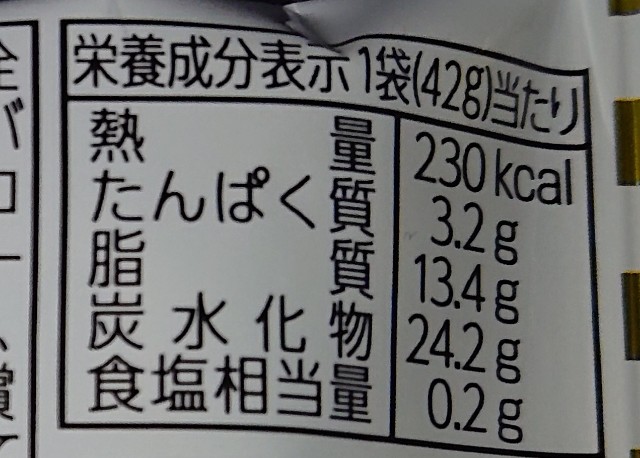 栄養成分表示 1袋(42g)当たり
熱量 230 kcal
たんぱく質 3.2 g
脂質 13.4 g
炭水化物 24.2 g
食塩相当量 0.2 g